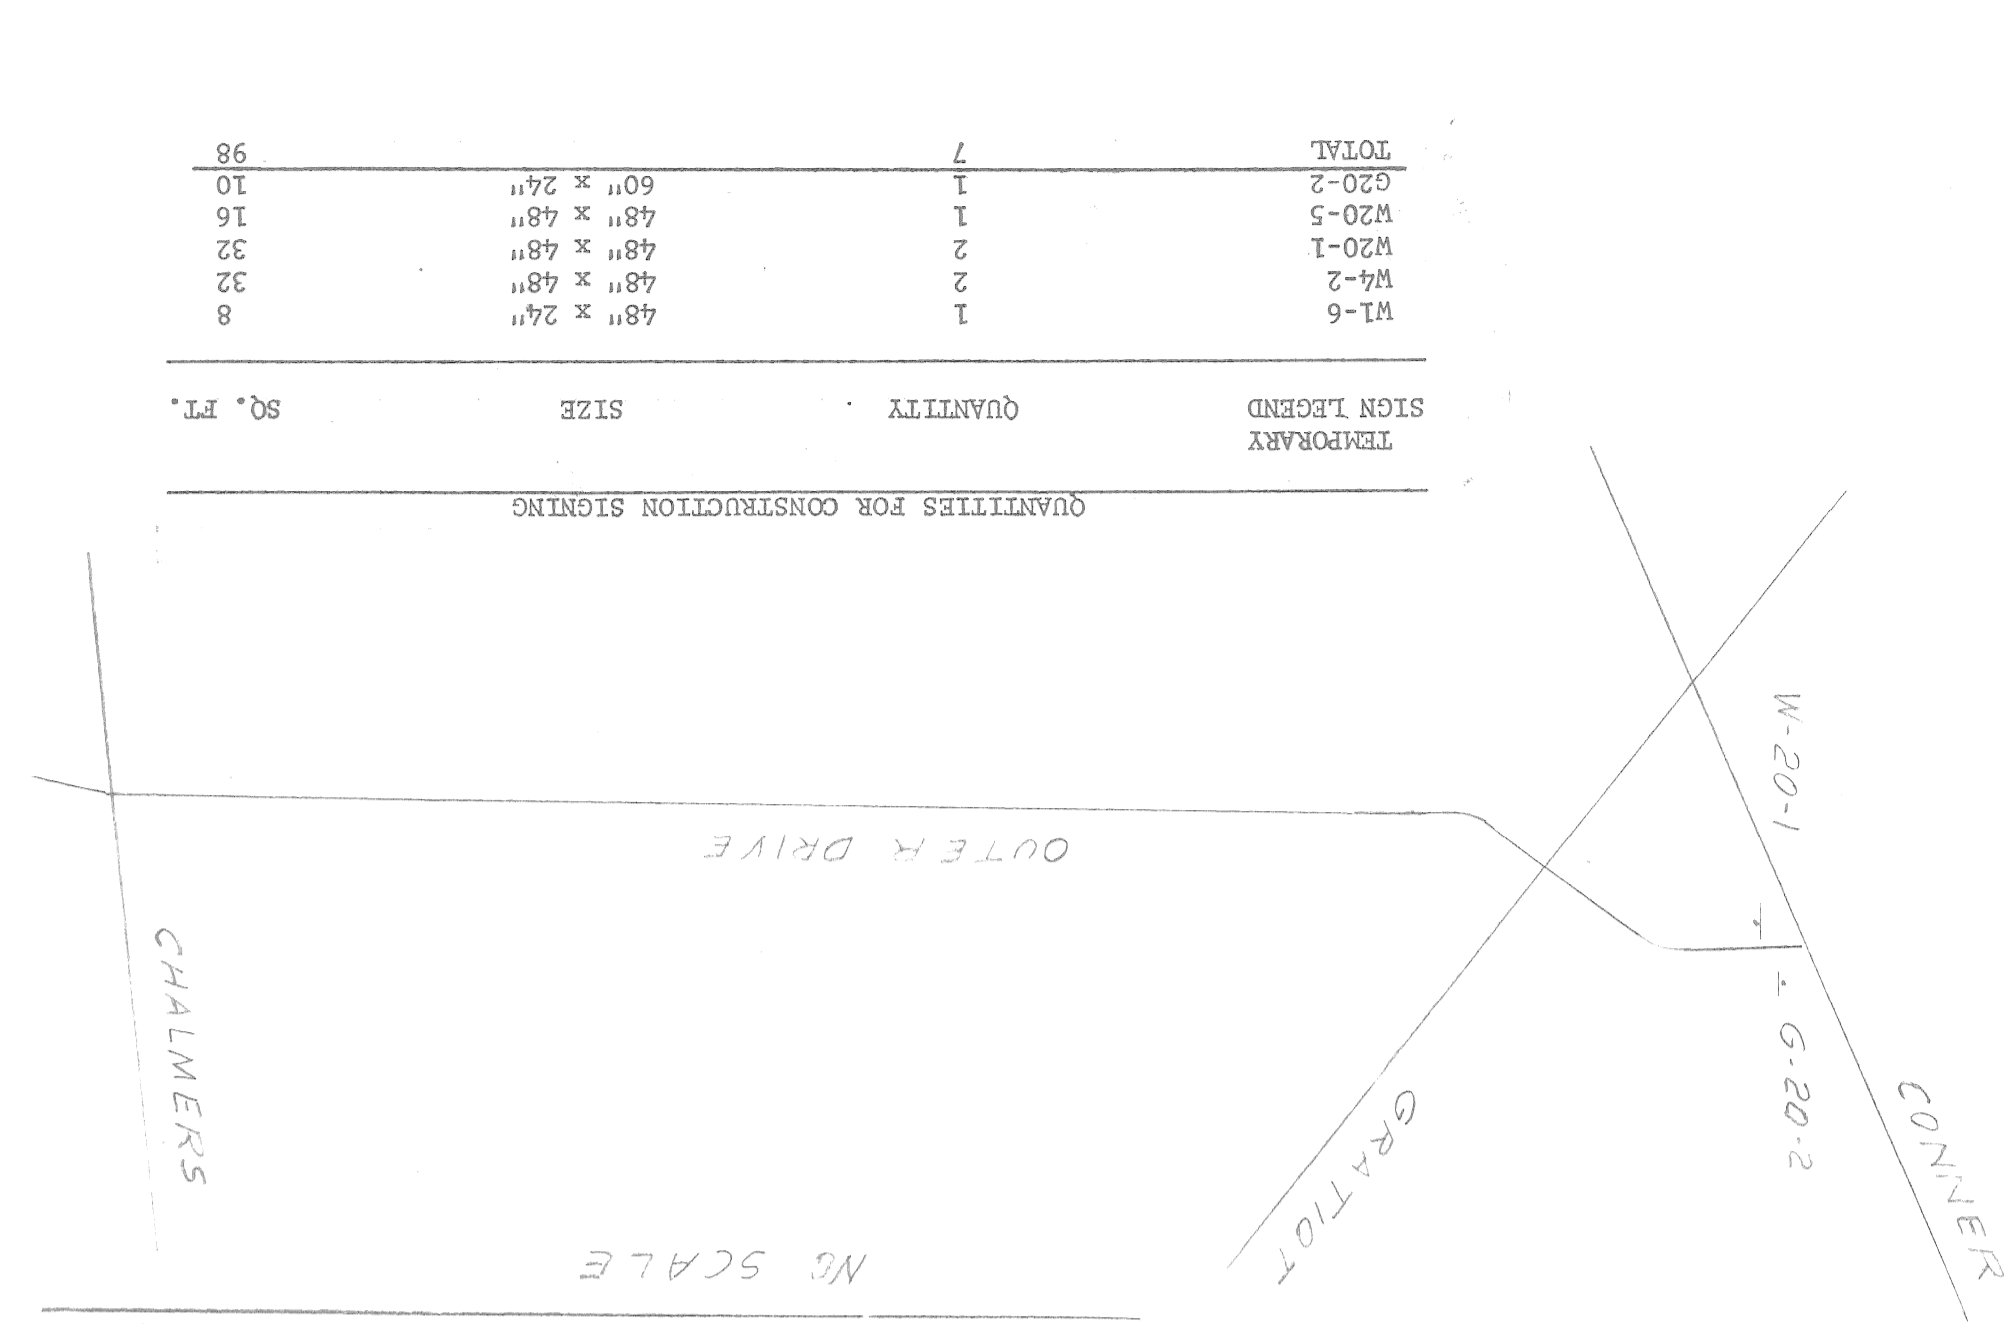 NO SCALE
CONNER
GRATIOT
CHALMERS
G-20-2
W-20-1
OUTER DRIVE
QUANTITIES FOR CONSTRUCTION SIGNING
TEMPORARY
SIGN LEGEND QUANTITY SIZE SQ. FT.
W1-6 1 48" x 24" 8
W4-2 2 48" x 48" 32
W20-1 2 48" x 48" 32
W20-5 1 48" x 48" 16
G20-2 1 60" x 24" 10
TOTAL 7 98